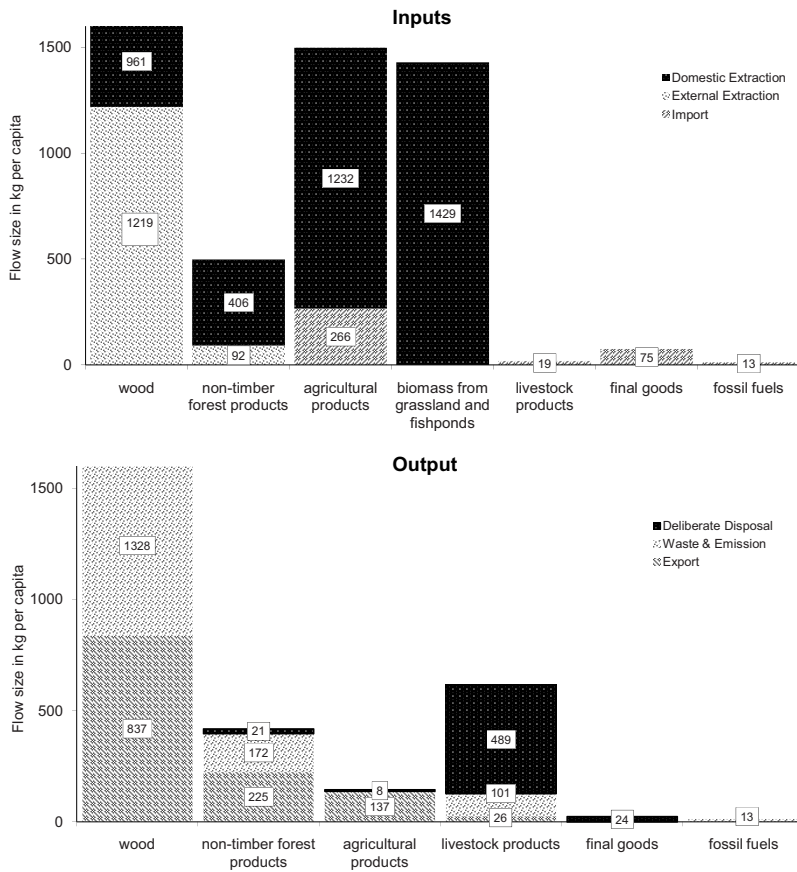 Inputs
Flow size in kg per capita
1500
1000
500
0
961
1219
406
92
1232
266
1429
19
75
13
Domestic Extraction
External Extraction
Import
wood
non-timber
forest products
agricultural
products
biomass from
grassland and
fishponds
livestock
products
final goods
fossil fuels
Output
Flow size in kg per capita
1500
1000
500
0
1328
837
21
172
225
8
137
489
101
26
24
13
Deliberate Disposal
Waste & Emission
Export
wood
non-timber forest
products
agricultural
products
livestock products
final goods
fossil fuels